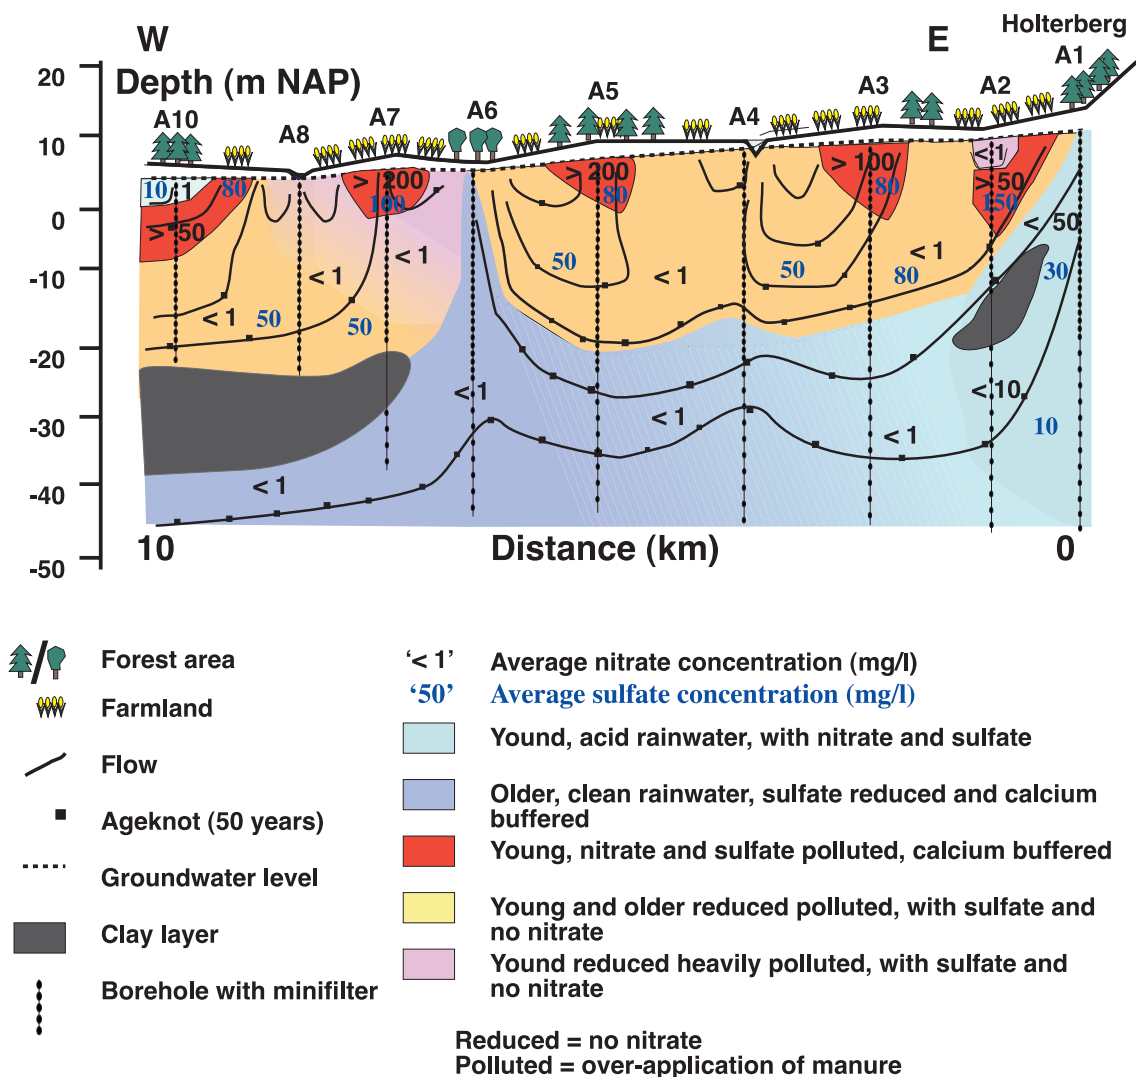 Holterberg
W
E
A1
20
Depth (m NAP)
A10
A8
A7
A6
A5
A4
A3
A2
10
0
-10
-20
-30
-40
-50
10
1
80
> 50
> 200
100
> 200
80
> 100
80
< 1
> 50
150
< 50
30
< 1
50
< 1
50
< 1
50
< 1
50
80
< 1
< 1
< 1
< 1
< 10
10
< 1
10
Distance (km)
0
Forest area
Farmland
Flow
Ageknot (50 years)
Groundwater level
Clay layer
Borehole with minifilter
'< 1' Average nitrate concentration (mg/l)
'50' Average sulfate concentration (mg/l)
Yound, acid rainwater, with nitrate and sulfate
Older, clean rainwater, sulfate reduced and calcium
buffered
Young, nitrate and sulfate polluted, calcium buffered
Young and older reduced polluted, with sulfate and
no nitrate
Yound reduced heavily polluted, with sulfate and
no nitrate
Reduced = no nitrate
Polluted = over-application of manure